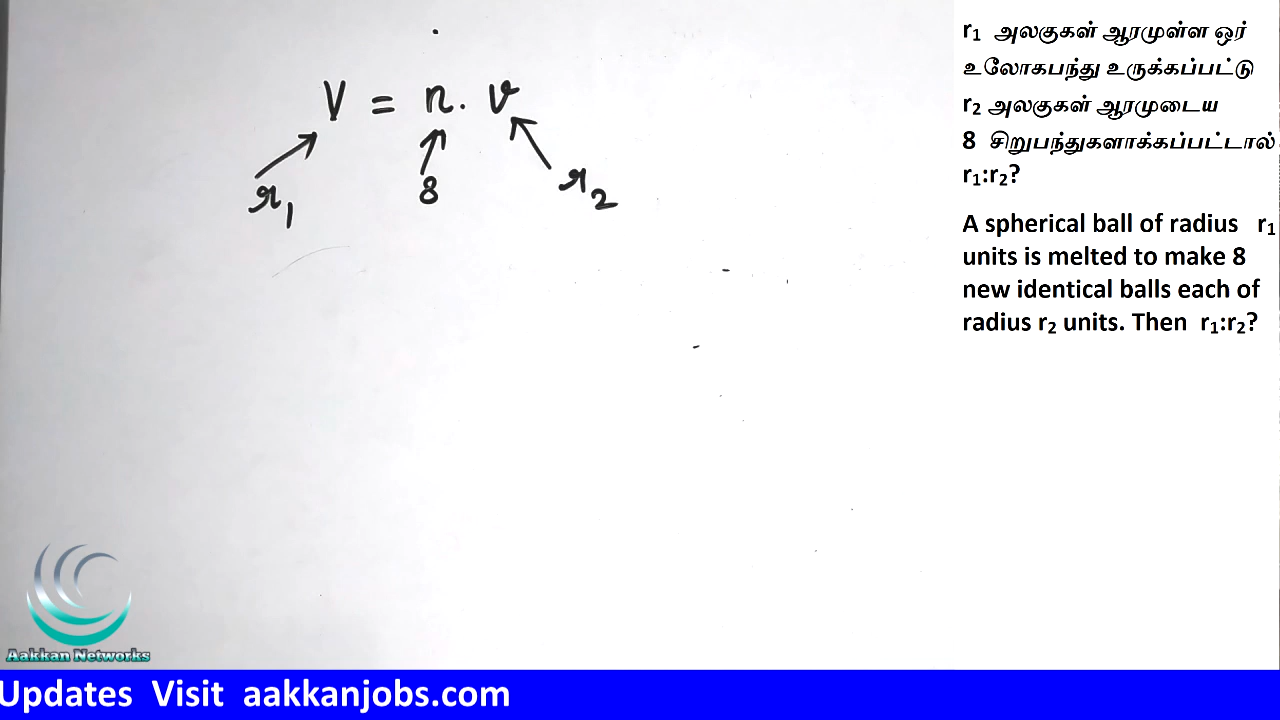 V = n. v
r1 8 r2
r1 அலகுகள் ஆரமுள்ள ஒர்
உலோகபந்து உருக்கப்பட்டு
r2 அலகுகள் ஆரமுடைய
8 சிறுபந்துகளாக்கப்பட்டால்
r1:r2?
A spherical ball of radius r1
units is melted to make 8
new identical balls each of
radius r2 units. Then r1:r2?
Aakkan Networks
Updates Visit aakkanjobs.com